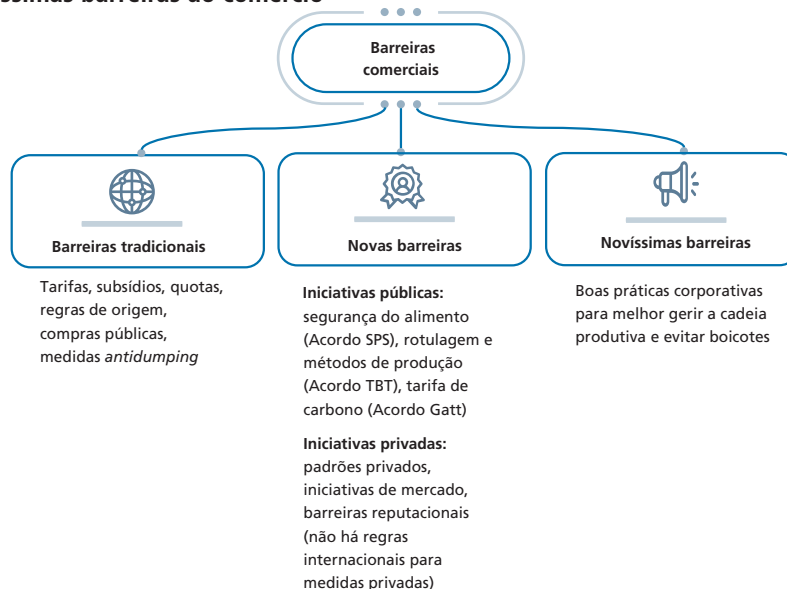 barreiras ao comércio
Barreiras
comerciais
Barreiras tradicionais
Tarifas, subsídios, quotas,
regras de origem,
compras públicas,
medidas antidumping
Novas barreiras
Iniciativas públicas:
segurança do alimento
(Acordo SPS), rotulagem e
métodos de produção
(Acordo TBT), tarifa de
carbono (Acordo Gatt)
Iniciativas privadas:
padrões privados,
iniciativas de mercado,
barreiras reputacionais
(não há regras
internacionais para
medidas privadas)
Novíssimas barreiras
Boas práticas corporativas
para melhor gerir a cadeia
produtiva e evitar boicotes